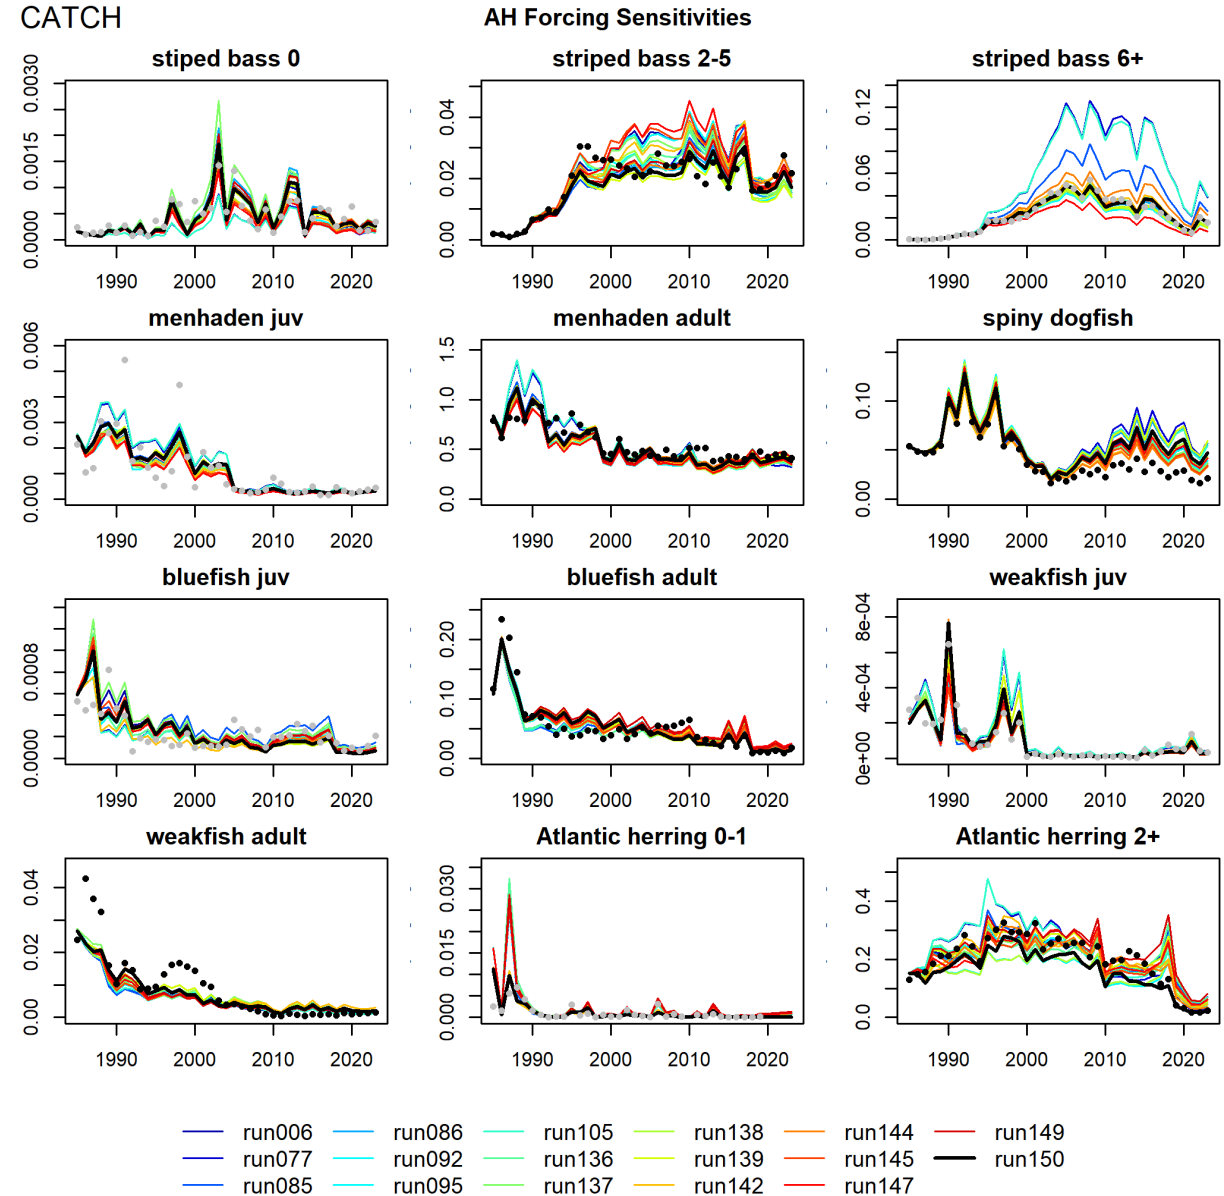 CATCH
AH Forcing Sensitivities
stiped bass 0
striped bass 2-5
striped bass 6+
0.0000 0.0015 0.0030
0.00 0.02 0.04
0.00 0.06 0.12
1990 2000 2010 2020
1990 2000 2010 2020
1990 2000 2010 2020
menhaden juv
menhaden adult
spiny dogfish
0.000 0.003 0.006
0.0 0.5 1.0 1.5
0.00 0.10
1990 2000 2010 2020
1990 2000 2010 2020
1990 2000 2010 2020
bluefish juv
bluefish adult
weakfish juv
0.0000 0.0008
0.00 0.10 0.20
0e+00 4e-04 8e-04
1990 2000 2010 2020
1990 2000 2010 2020
1990 2000 2010 2020
weakfish adult
Atlantic herring 0-1
Atlantic herring 2+
0.00 0.02 0.04
0.000 0.015 0.030
0.0 0.2 0.4
1990 2000 2010 2020
1990 2000 2010 2020
1990 2000 2010 2020
run006 run086 run105 run138 run144 run149
run077 run092 run136 run139 run145 run150
run085 run095 run137 run142 run147